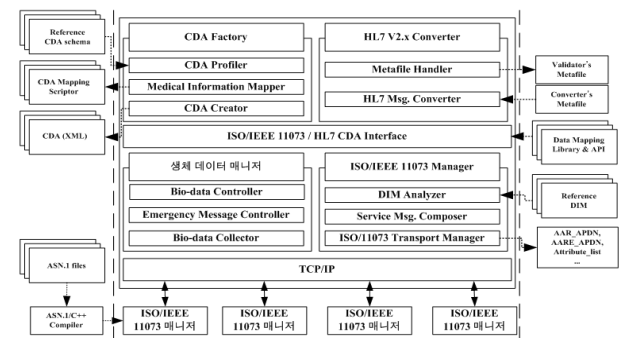 Reference
CDA schema
CDA Mapping
Scriptor
CDA (XML)
ASN.1 files
ASN.1/C++
Compiler
CDA Factory
CDA Profiler
Medical Information Mapper
CDA Creator
HL7 V2.x Converter
Metafile Handler
HL7 Msg. Converter
ISO/IEEE 11073 / HL7 CDA Interface
생체 데이터 매니저
Bio-data Controller
Emergency Message Controller
Bio-data Collector
ISO/IEEE 11073 Manager
DIM Analyzer
Service Msg. Composer
ISO/11073 Transport Manager
TCP/IP
ISO/IEEE
11073 매니저
ISO/IEEE
11073 매니저
ISO/IEEE
11073 매니저
ISO/IEEE
11073 매니저
Validator's
Metafile
Converter's
Metafile
Data Mapping
Library & API
Reference
DIM
AAR_APDN,
AARE_APDN,
Attribute_list
...